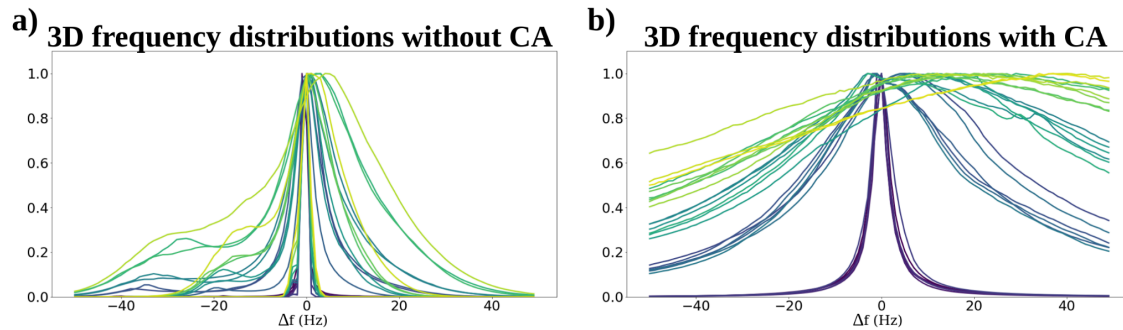 a)
3D frequency distributions without CA
1.0
0.8
0.6
0.4
0.2
0.0
−40 −20 0 20 40
Δf (Hz)
b)
3D frequency distributions with CA
1.0
0.8
0.6
0.4
0.2
0.0
−40 −20 0 20 40
Δf (Hz)